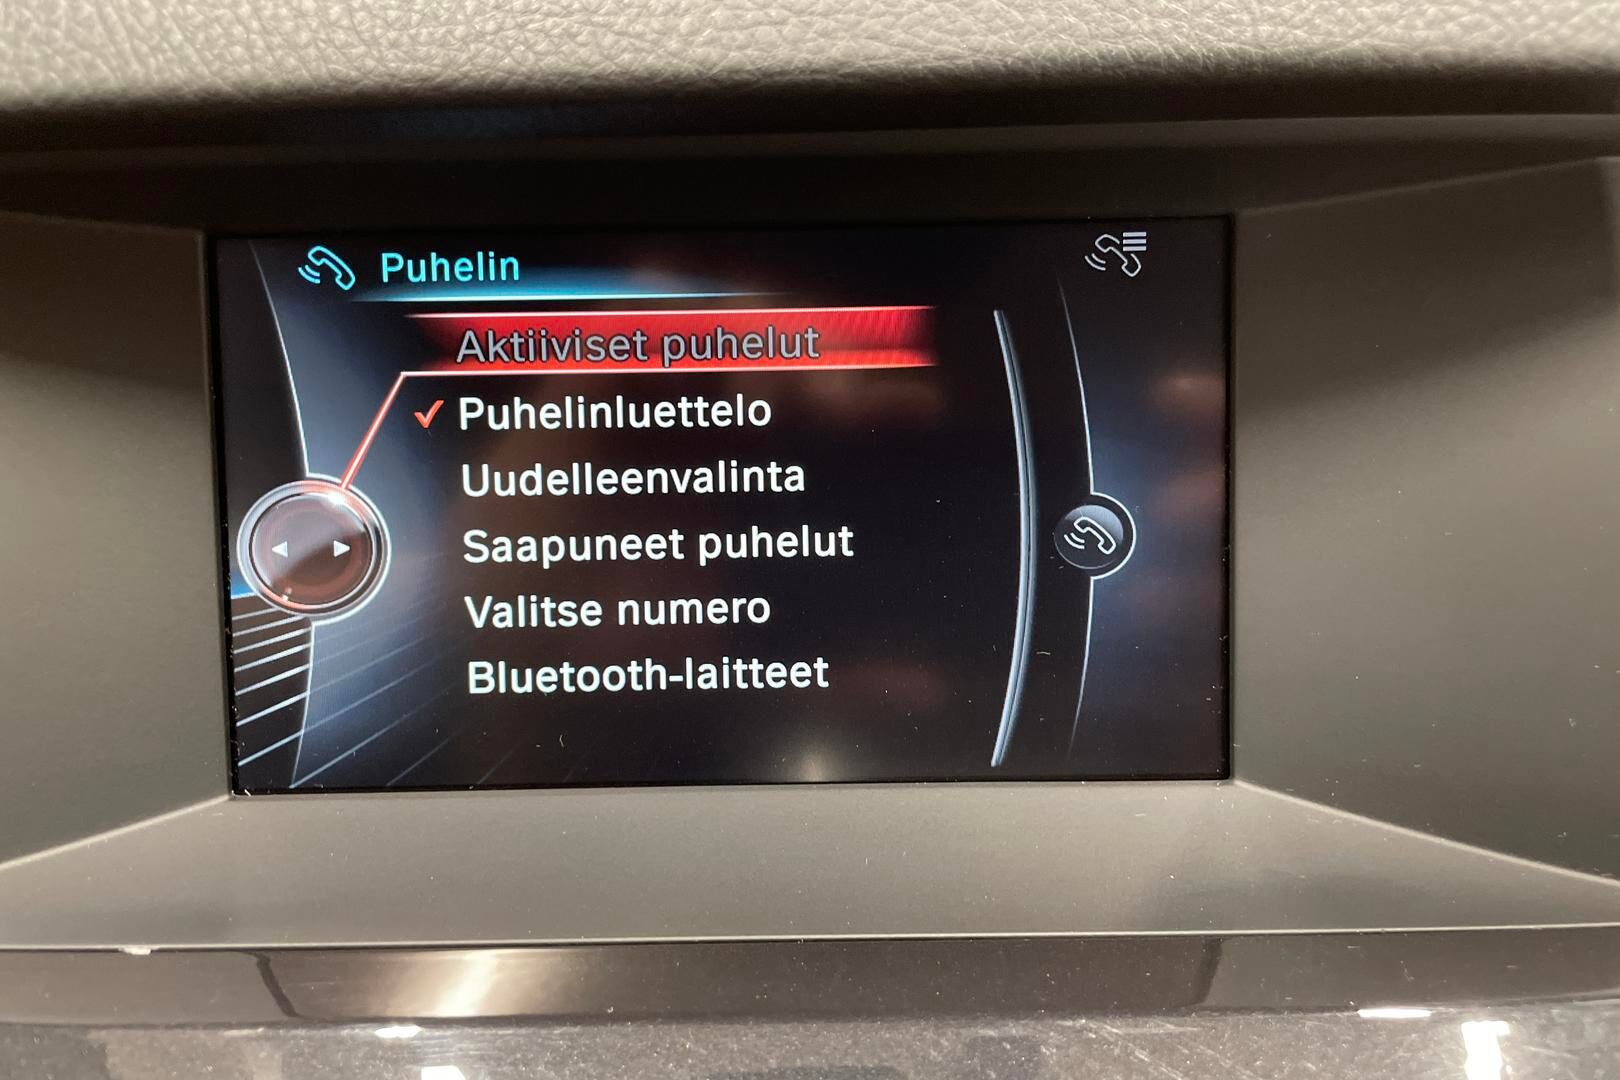 Puhelin
Aktiiviset puhelut
Puhelinluettelo
Uudelleenvalinta
Saapuneet puhelut
Valitse numero
Bluetooth-laitteet